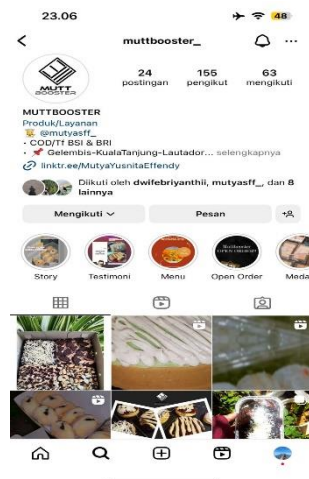 23.06
48
muttbooster_
MUTT
BOOSTER
24
155
63
postingan
pengikut
mengikuti
MUTTBOOSTER
Produk/Layanan
@mutyasff_
• COD/Tf BSI & BRI
• Gelembis-KualaTanjung-Lautador... selengkapnya
linktr.ee/MutyaYusnitaEffendy
Diikuti oleh dwifebriyanthii, mutyasff_, dan 8
lainnya
Mengikuti
Pesan
Story
Testimoni
Menu
Open Order
Meda